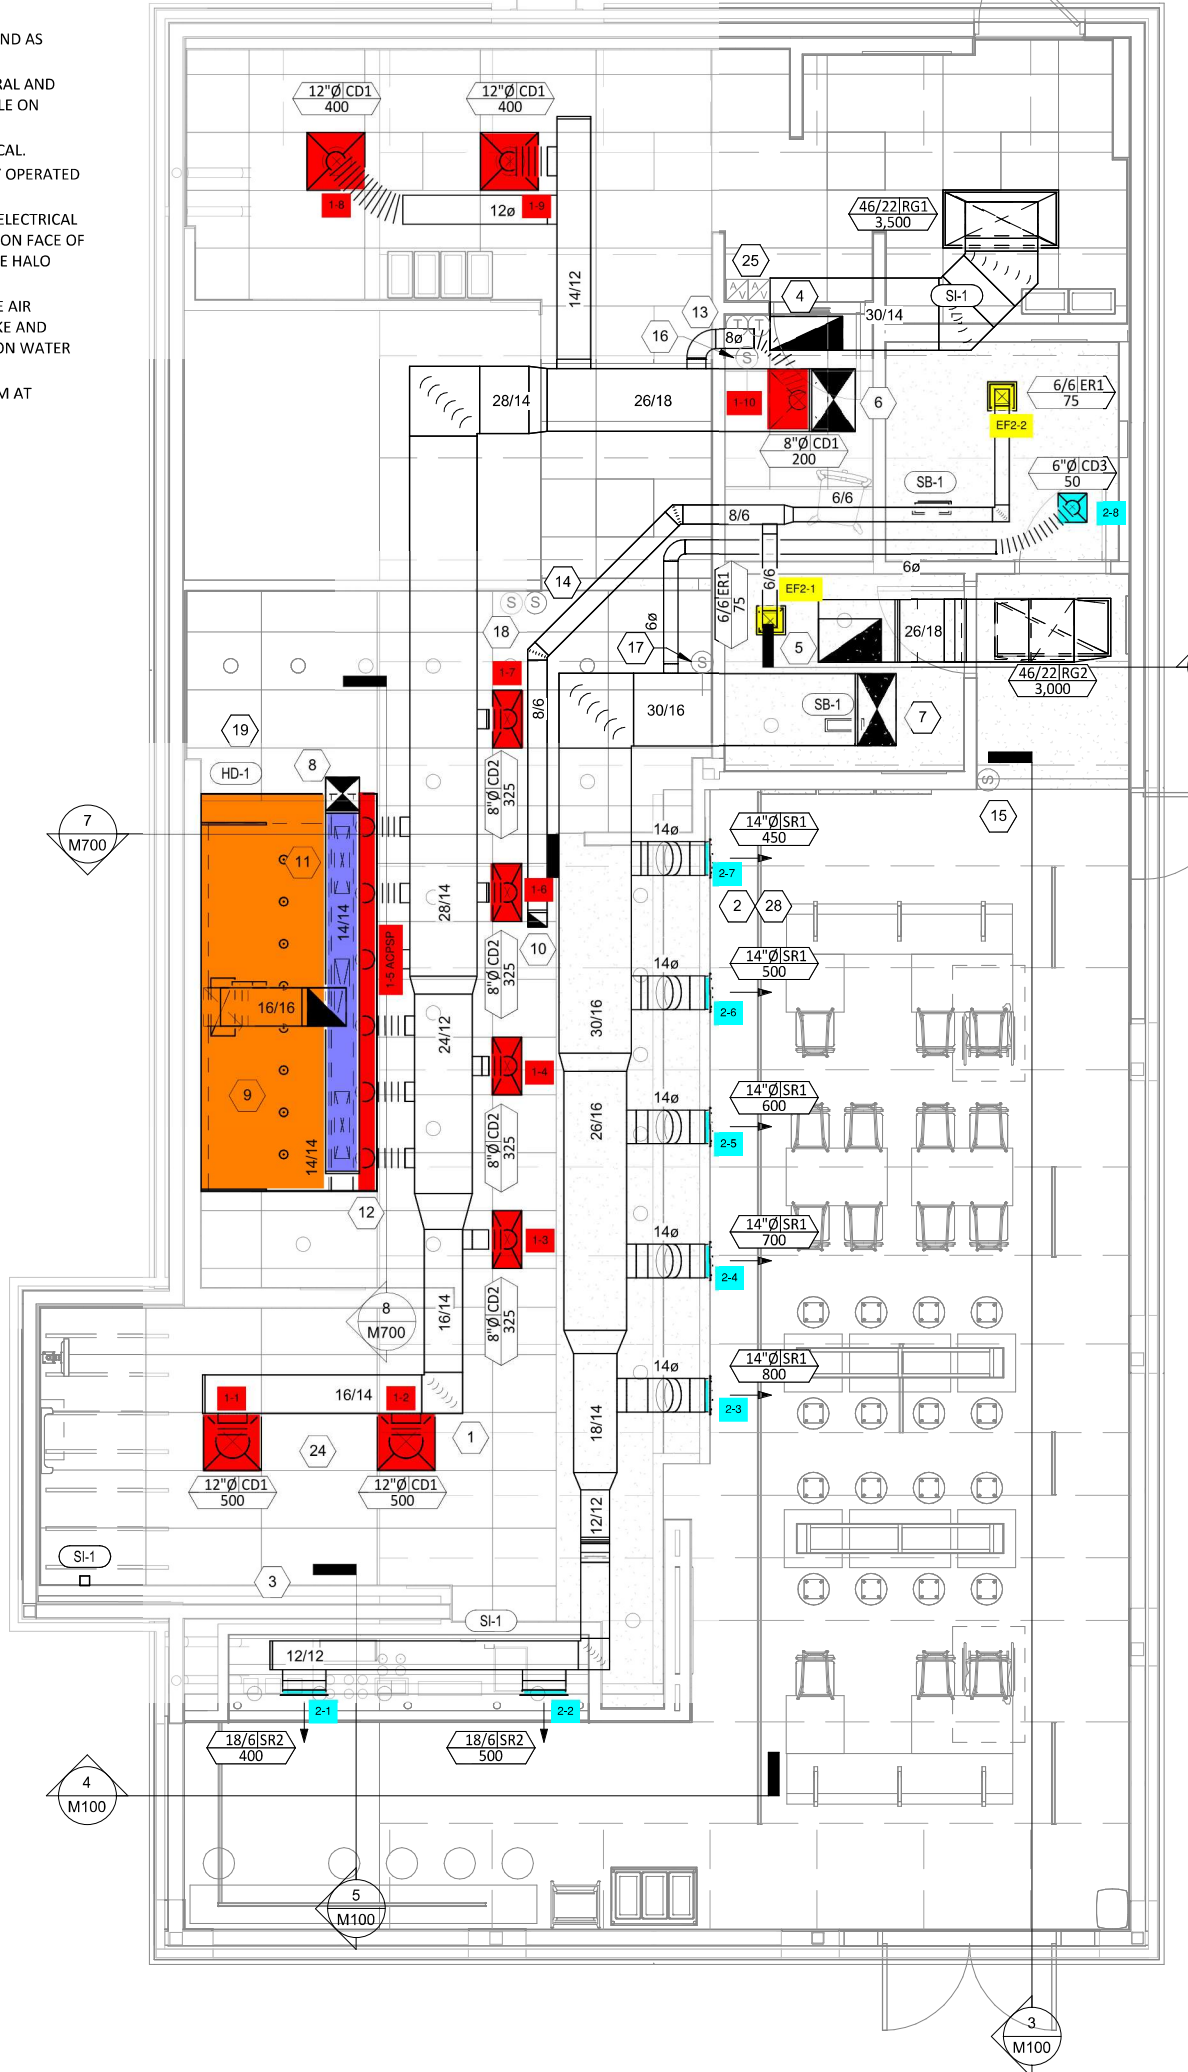 ND AS
RAL AND
LE ON
CAL.
Y OPERATED
ELECTRICAL
ON FACE OF
E HALO
E AIR
KE AND
ON WATER
M AT
12"Ø CD1
400
12"Ø CD1
400
1-8
12ø
1-9
46/22 RG1
3,500
14/12
25
A
V
A
V
4
SI-1
30/14
13
16
T
T
8ø
S
28/14
26/18
1-10
6
6/6 ER1
75
EF2-2
8"Ø CD1
200
6"Ø CD3
50
SB-1
6/6
8/6
2-8
6ø
14
6/6 ER1
75
6/6
EF2-1
S
S
18
6ø
17
S
5
26/18
46/22 RG2
3,000
1-7
8/6
30/16
SB-1
7
19
HD-1
8
8"Ø CD2
325
S
15
7
M700
14ø
14"Ø SR1
450
2-7
11
14/14
28/14
1-6
2
28
10
1-5 ACPSP
8"Ø CD2
325
14ø
14"Ø SR1
500
2-6
16/16
24/12
30/16
1-4
9
14ø
14"Ø SR1
600
2-5
26/16
8"Ø CD2
325
14/14
12
1-3
14ø
14"Ø SR1
700
2-4
8
M700
16/14
8"Ø CD2
325
14ø
14"Ø SR1
800
2-3
1-1
16/14
1-2
18/14
24
1
12"Ø CD1
500
12"Ø CD1
500
12/12
SI-1
3
SI-1
12/12
2-1
2-2
18/6 SR2
400
18/6 SR2
500
4
M100
5
M100
3
M100